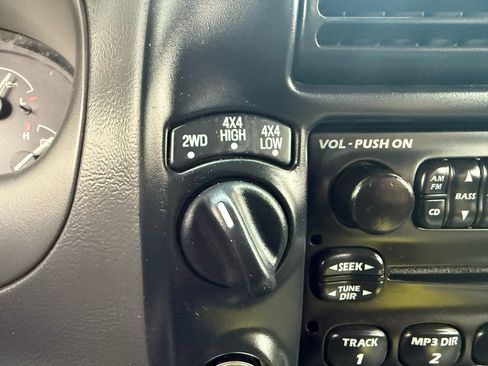 2WD
4X4
HIGH
4X4
LOW
VOL - PUSH ON
AM
FM
BASS
CD
SEEK
TUNE
DIR
TRACK
1
MP3 DIR
2
H